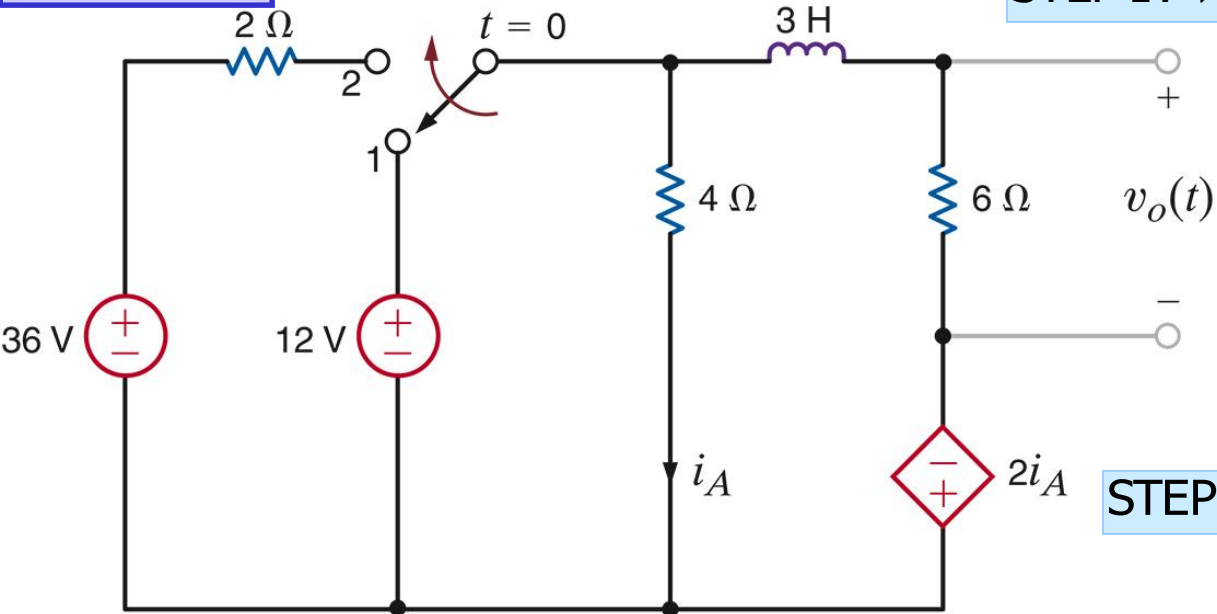 2 Ω
t = 0
3 H
2
1
+
4 Ω
6 Ω
v_o(t)
36 V
+
−
12 V
+
−
−
i_A
−
+
2i_A
STEP